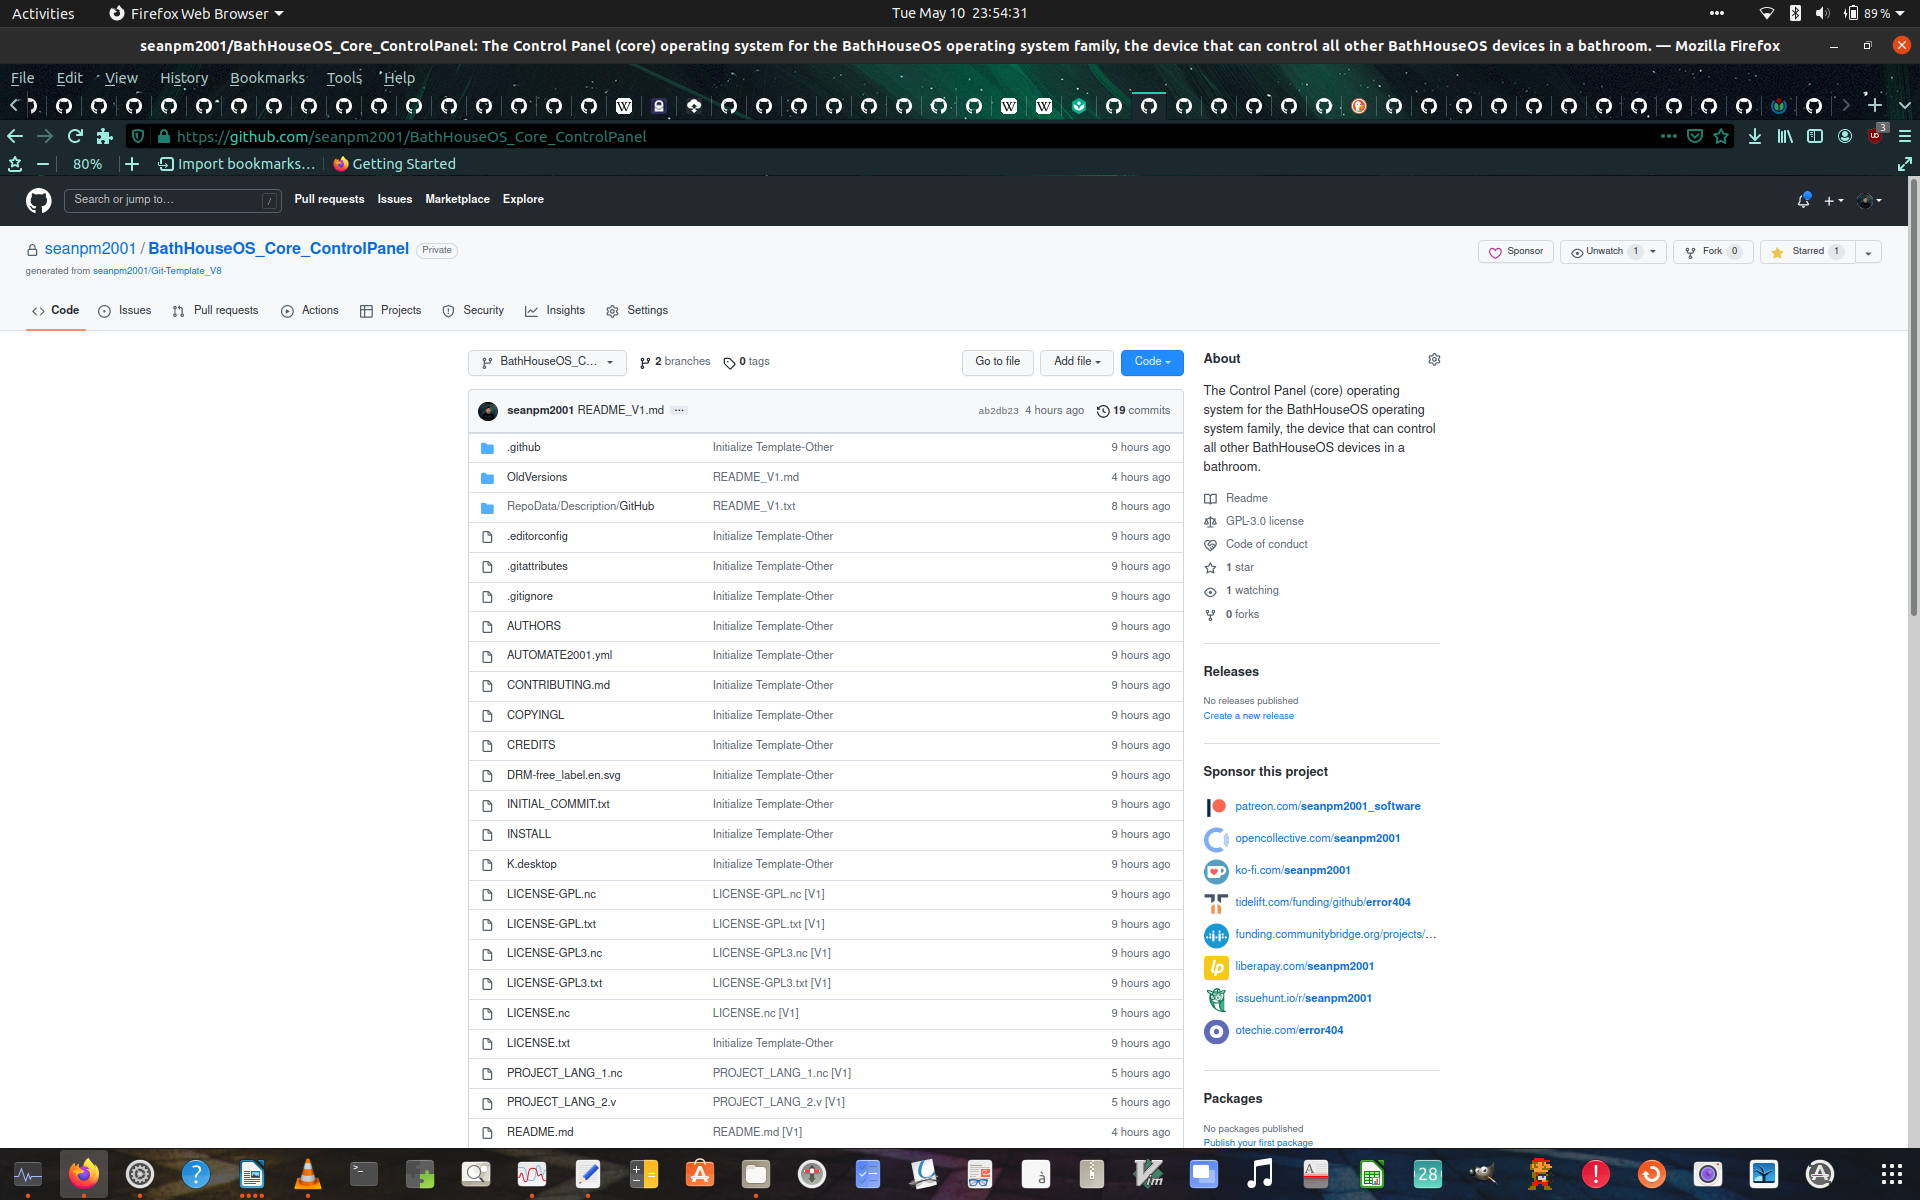 Activities Firefox Web Browser Tue May 10 23:54:31 89 %
seanpm2001/BathHouseOS_Core_ControlPanel: The Control Panel (core) operating system for the BathHouseOS operating system family, the device that can control all other BathHouseOS devices in a bathroom. — Mozilla Firefox
File Edit View History Bookmarks Tools Help
https://github.com/seanpm2001/BathHouseOS_Core_ControlPanel 3
80% Import bookmarks... Getting Started
Search or jump to... / Pull requests Issues Marketplace Explore
seanpm2001 / BathHouseOS_Core_ControlPanel Private Sponsor Unwatch 1 Fork 0 Starred 1
generated from seanpm2001/Git-Template_V8
Code Issues Pull requests Actions Projects Security Insights Settings
BathHouseOS_C... 2 branches 0 tags Go to file Add file Code
seanpm2001 README_V1.md ... ab2db23 4 hours ago 19 commits
.github Initialize Template-Other 9 hours ago
OldVersions README_V1.md 4 hours ago
RepoData/Description/GitHub README_V1.txt 8 hours ago
.editorconfig Initialize Template-Other 9 hours ago
.gitattributes Initialize Template-Other 9 hours ago
.gitignore Initialize Template-Other 9 hours ago
AUTHORS Initialize Template-Other 9 hours ago
AUTOMATE2001.yml Initialize Template-Other 9 hours ago
CONTRIBUTING.md Initialize Template-Other 9 hours ago
COPYINGL Initialize Template-Other 9 hours ago
CREDITS Initialize Template-Other 9 hours ago
DRM-free_label.en.svg Initialize Template-Other 9 hours ago
INITIAL_COMMIT.txt Initialize Template-Other 9 hours ago
INSTALL Initialize Template-Other 9 hours ago
K.desktop Initialize Template-Other 9 hours ago
LICENSE-GPL.nc LICENSE-GPL.nc [V1] 9 hours ago
LICENSE-GPL.txt LICENSE-GPL.txt [V1] 9 hours ago
LICENSE-GPL3.nc LICENSE-GPL3.nc [V1] 9 hours ago
LICENSE-GPL3.txt LICENSE-GPL3.txt [V1] 9 hours ago
LICENSE.nc LICENSE.nc [V1] 9 hours ago
LICENSE.txt Initialize Template-Other 9 hours ago
PROJECT_LANG_1.nc PROJECT_LANG_1.nc [V1] 5 hours ago
PROJECT_LANG_2.v PROJECT_LANG_2.v [V1] 5 hours ago
README.md README.md [V1] 4 hours ago
About
The Control Panel (core) operating
system for the BathHouseOS operating
system family, the device that can control
all other BathHouseOS devices in a
bathroom.
Readme
GPL-3.0 license
Code of conduct
1 star
1 watching
0 forks
Releases
No releases published
Create a new release
Sponsor this project
patreon.com/seanpm2001_software
opencollective.com/seanpm2001
ko-fi.com/seanpm2001
tidelift.com/funding/github/error404
funding.communitybridge.org/projects/...
liberapay.com/seanpm2001
issuehunt.io/r/seanpm2001
otechie.com/error404
Packages
No packages published
Publish your first package
28